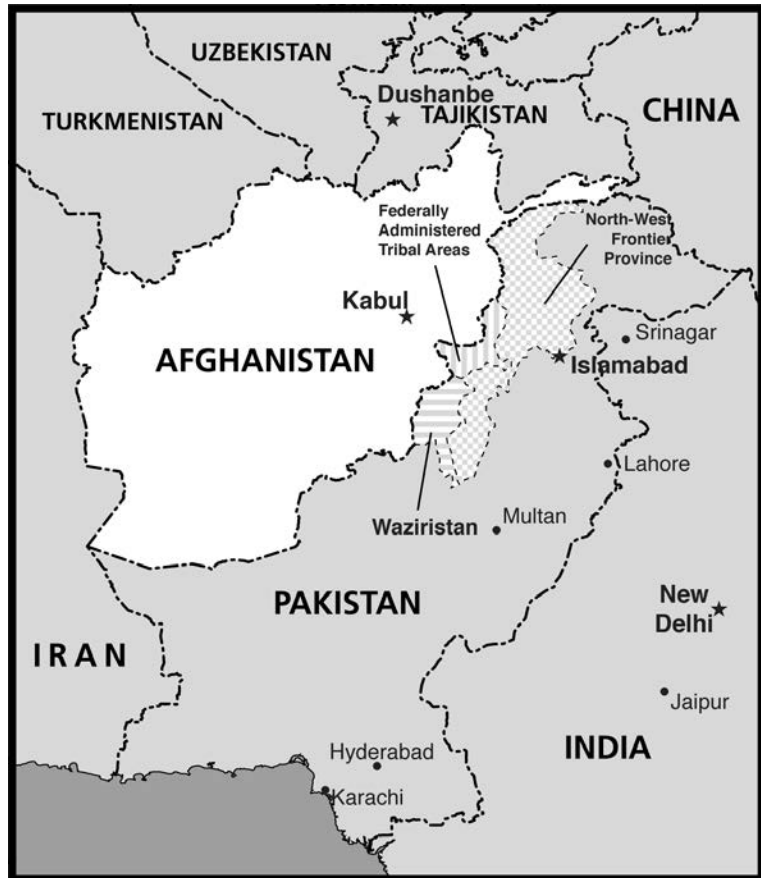 UZBEKISTAN
Dushanbe
TURKMENISTAN
TAJIKISTAN
CHINA
Federally
Administered
Tribal Areas
North-West
Frontier
Province
Kabul
Srinagar
AFGHANISTAN
Islamabad
Lahore
Waziristan
Multan
PAKISTAN
New
Delhi
IRAN
Jaipur
INDIA
Hyderabad
Karachi